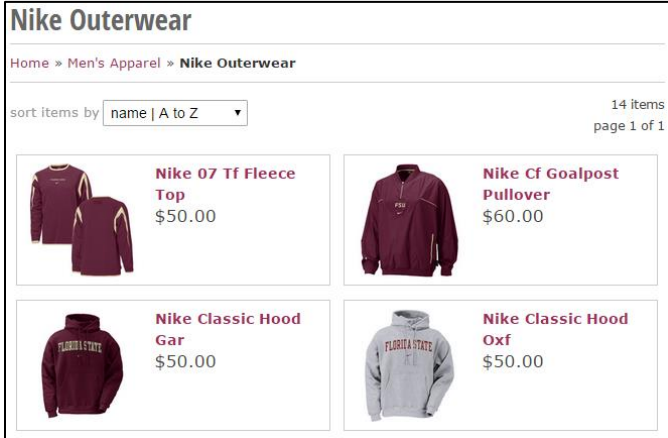 Nike Outerwear
Home » Men's Apparel » Nike Outerwear
sort items by name | A to Z
14 items
page 1 of 1
Nike 07 Tf Fleece
Top
$50.00
Nike Cf Goalpost
Pullover
$60.00
FSU
Nike Classic Hood
Gar
$50.00
FLORIDA STATE
Nike Classic Hood
Oxf
$50.00
FLORIDA STATE